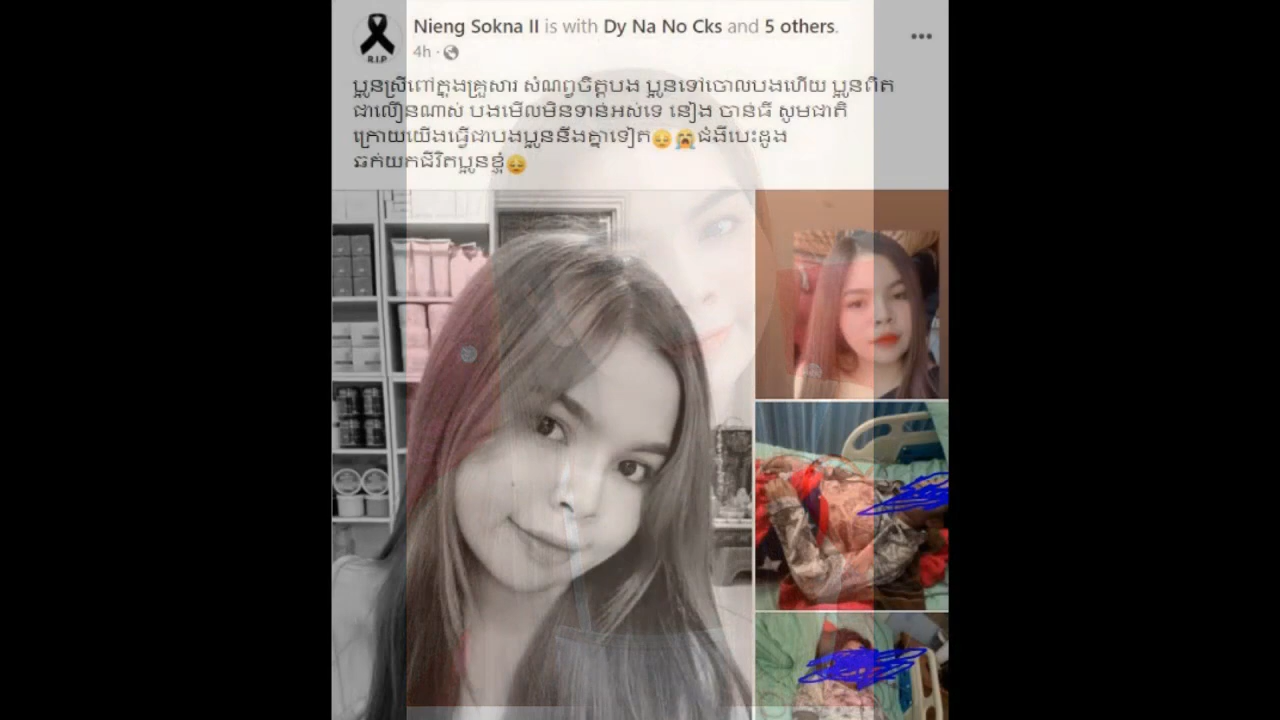 Nieng Sokna II is with Dy Na No Cks and 5 others.
4h
R.I.P
ប្អូនស្រីពៅក្នុងគ្រួសារ សំណព្វចិត្តបង ប្អូនទៅចោលបងហើយ ប្អូនពិត
ជាលឿនណាស់ បងមើលមិនទាន់អស់ទេ នៀង ចាន់ធី សូមជាតិ
ក្រោយយើងធ្វើជាបងប្អូននឹងគ្នាទៀត😔😭ជំងឺបេះដូង
ឆក់យកជីវិតប្អូនខ្ញុំ😔